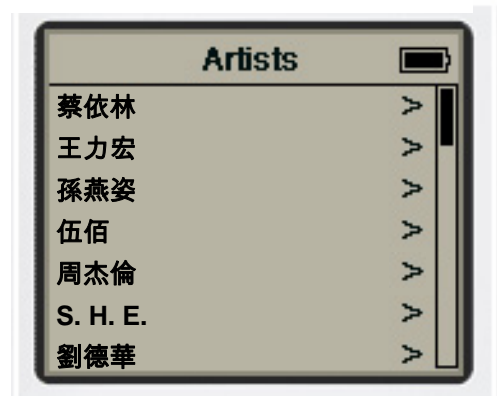 Artists
蔡依林
王力宏
孫燕姿
伍佰
周杰倫
S. H. E.
劉德華